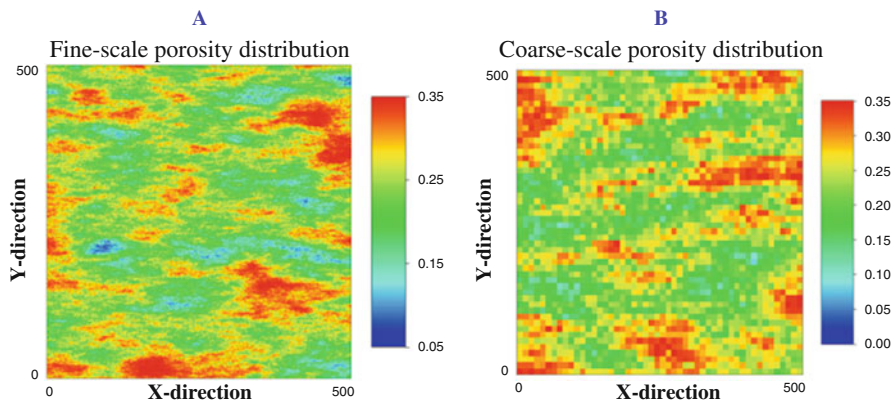 A
Fine-scale porosity distribution
500
0.35
0.25
0.15
0.05
Y-direction
0
0
X-direction
500
B
Coarse-scale porosity distribution
500
0.35
0.30
0.25
0.20
0.15
0.10
0.05
0.00
Y-direction
0
0
X-direction
500